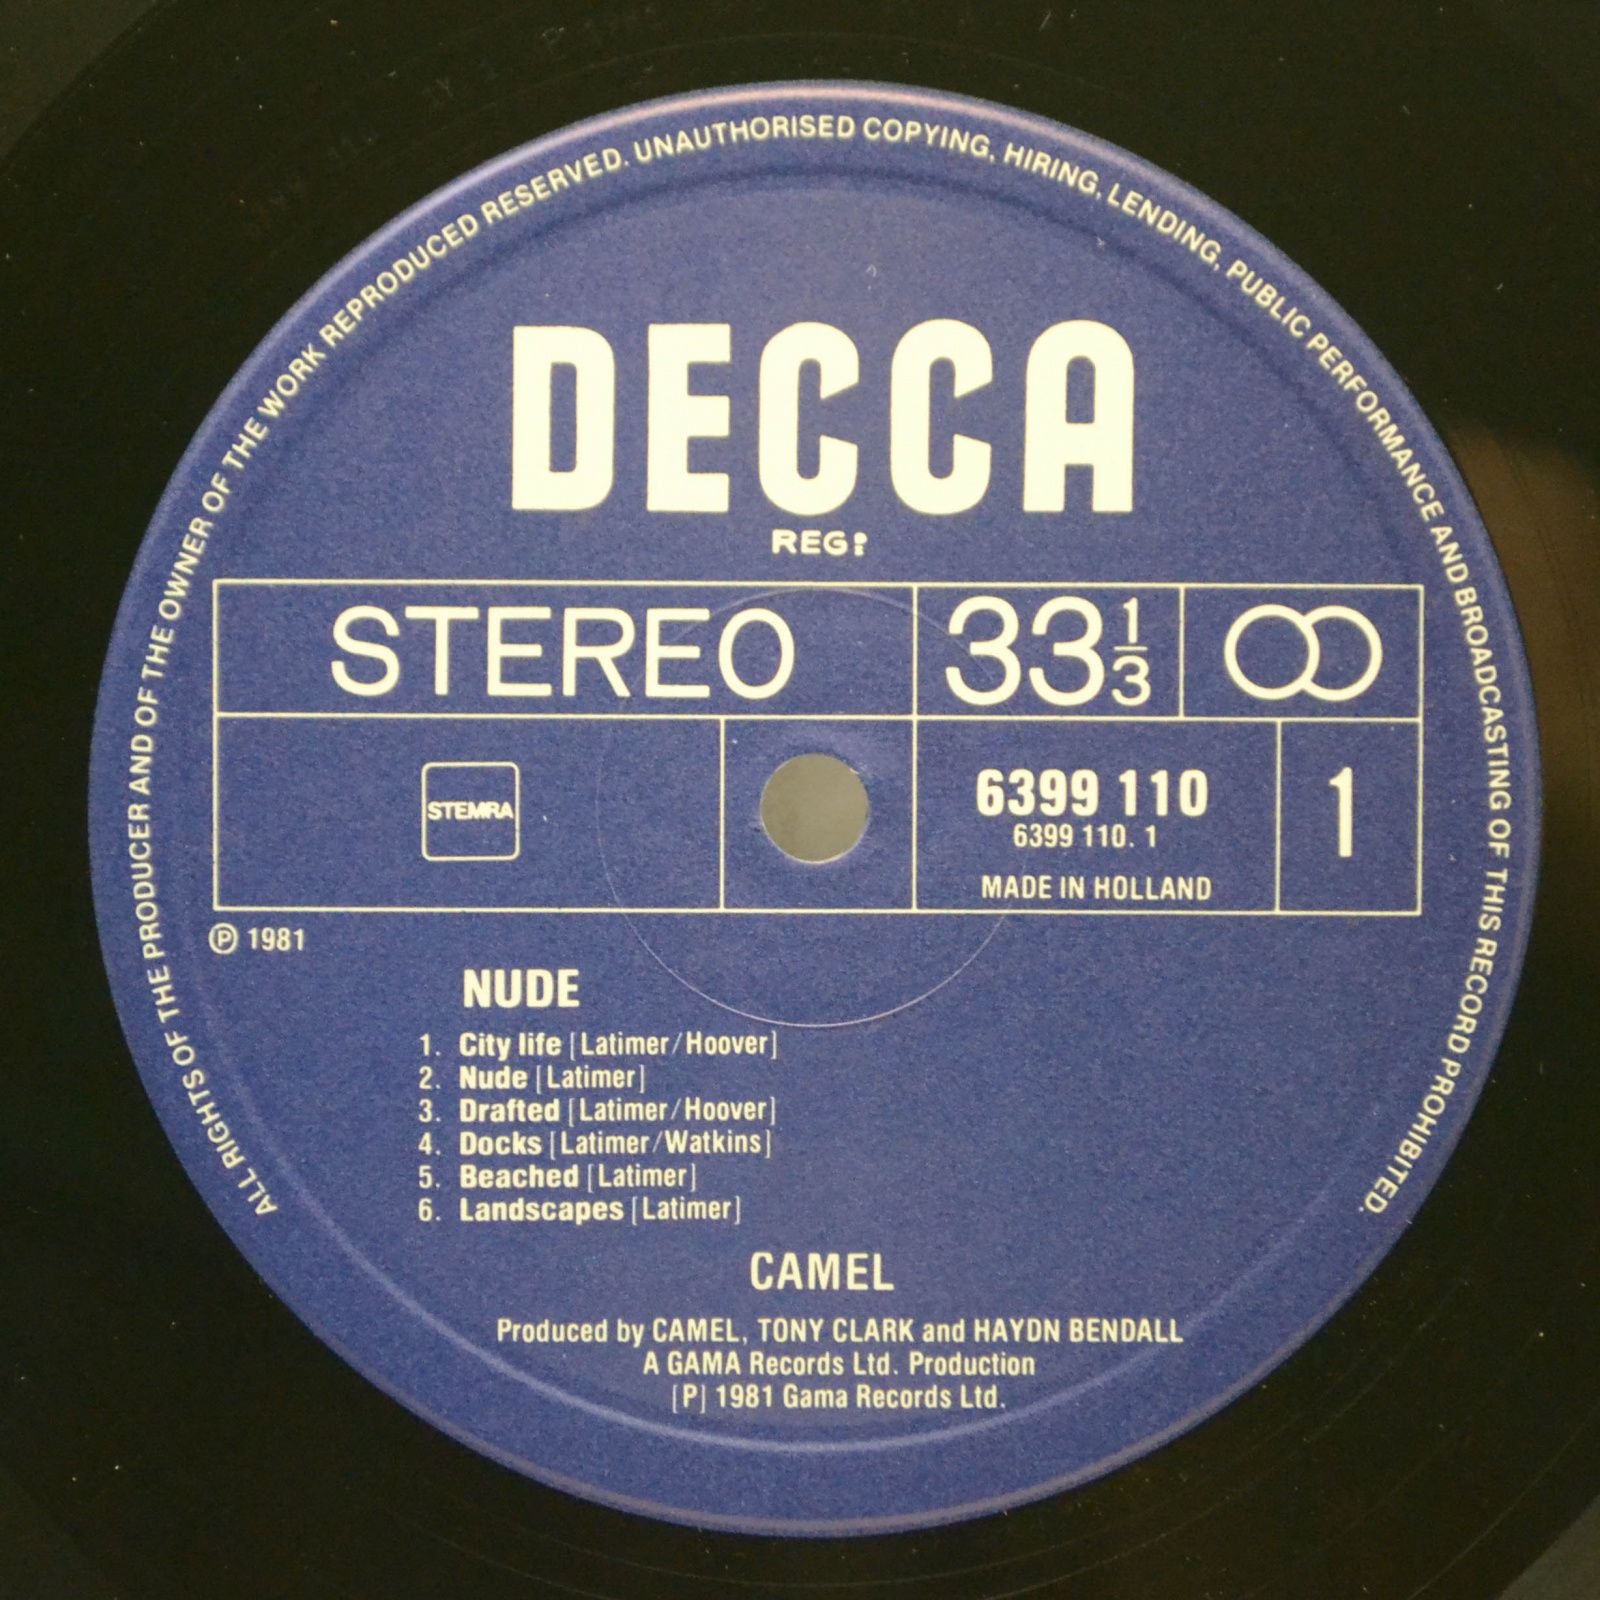 ALL RIGHTS OF THE PRODUCER AND OF THE OWNER OF THE WORK REPRODUCED RESERVED. UNAUTHORISED COPYING, HIRING, LENDING, PUBLIC PERFORMANCE AND BROADCASTING OF THIS RECORD PROHIBITED.
DECCA
REGD
STEREO 33 1/3
STEMRA
6399 110
6399 110. 1
MADE IN HOLLAND
1
Ⓟ 1981
NUDE
1. City life [Latimer/Hoover]
2. Nude [Latimer]
3. Drafted [Latimer/Hoover]
4. Docks [Latimer/Watkins]
5. Beached [Latimer]
6. Landscapes [Latimer]
CAMEL
Produced by CAMEL, TONY CLARK and HAYDN BENDALL
A GAMA Records Ltd. Production
[P] 1981 Gama Records Ltd.